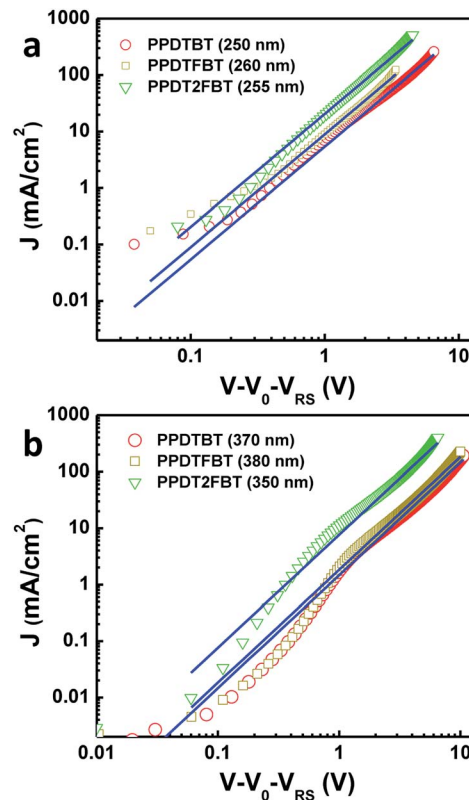 a
PPDTBT (250 nm)
PPDTFBT (260 nm)
PPDT2FBT (255 nm)
J (mA/cm²)
1000
100
10
1
0.1
0.01
0.1
1
10
V-V₀-V_RS (V)
b
PPDTBT (370 nm)
PPDTFBT (380 nm)
PPDT2FBT (350 nm)
J (mA/cm²)
1000
100
10
1
0.1
0.01
0.01
0.1
1
10
V-V₀-V_RS (V)